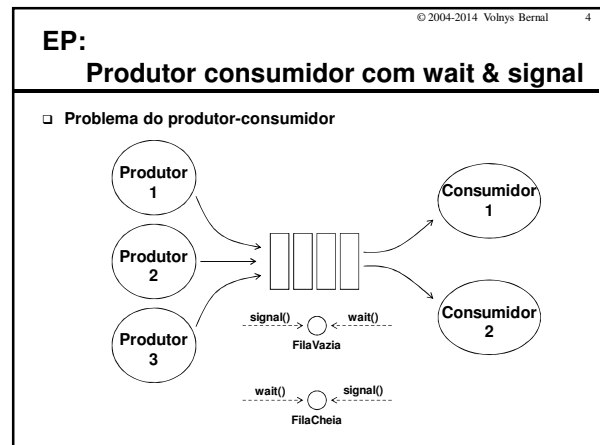 © 2004-2014 Volnys Bernal 4
EP:
Produtor consumidor com wait & signal
❑ Problema do produtor-consumidor
Produtor
1
Produtor
2
Produtor
3
Consumidor
1
Consumidor
2
signal() wait()
FilaVazia
wait() signal()
FilaCheia